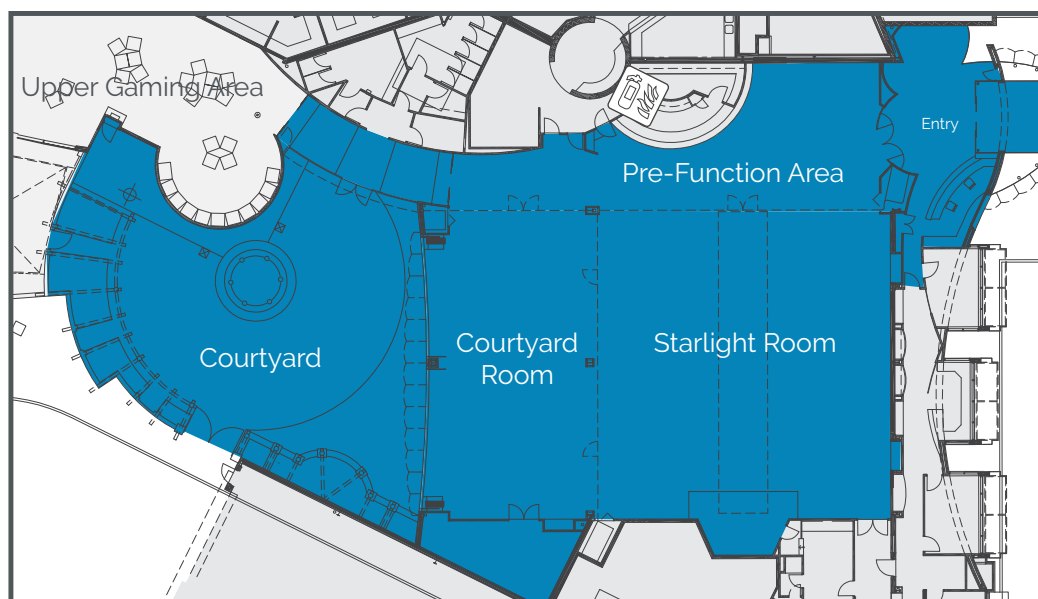 Upper Gaming Area
Entry
Pre-Function Area
Courtyard
Courtyard
Room
Starlight Room